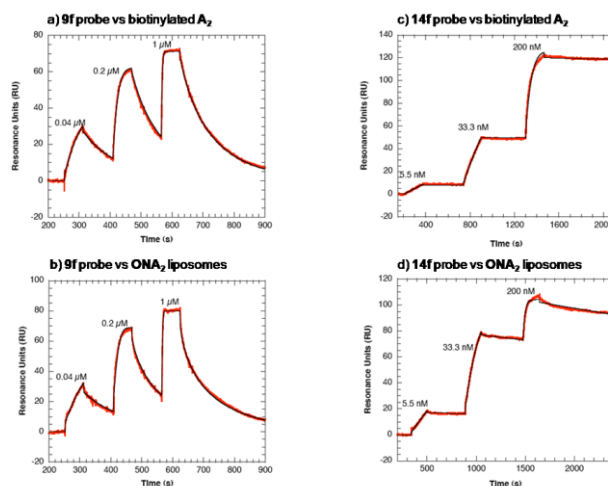 a) 9f probe vs biotinylated A2
80
60
40
20
0
-20
Resonance Units (RU)
0.04 µM
0.2 µM
1 µM
200 300 400 500 600 700 800 900
Time (s)
c) 14f probe vs biotinylated A2
140
120
100
80
60
40
20
0
-20
Resonance Units (RU)
5.5 nM
33.3 nM
200 nM
400 800 1200 1600 2000
Time (s)
b) 9f probe vs ONA2 liposomes
100
80
60
40
20
0
-20
Resonance Units (RU)
0.04 µM
0.2 µM
1 µM
200 300 400 500 600 700 800 900
Time (s)
d) 14f probe vs ONA2 liposomes
120
100
80
60
40
20
0
-20
Resonance Units (RU)
5.5 nM
33.3 nM
200 nM
500 1000 1500 2000
Time (s)